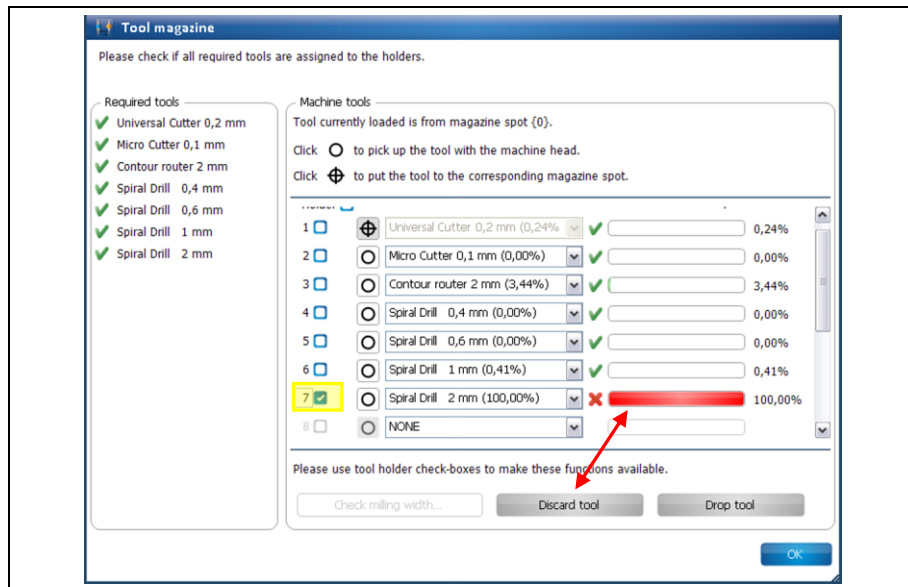 Tool magazine
Please check if all required tools are assigned to the holders.
Required tools
Universal Cutter 0,2 mm
Micro Cutter 0,1 mm
Contour router 2 mm
Spiral Drill 0,4 mm
Spiral Drill 0,6 mm
Spiral Drill 1 mm
Spiral Drill 2 mm
Machine tools
Tool currently loaded is from magazine spot {0}.
Click to pick up the tool with the machine head.
Click to put the tool to the corresponding magazine spot.
1 Universal Cutter 0,2 mm (0,24% 0,24%
2 Micro Cutter 0,1 mm (0,00%) 0,00%
3 Contour router 2 mm (3,44%) 3,44%
4 Spiral Drill 0,4 mm (0,00%) 0,00%
5 Spiral Drill 0,6 mm (0,00%) 0,00%
6 Spiral Drill 1 mm (0,41%) 0,41%
7 Spiral Drill 2 mm (100,00%) 100,00%
8 NONE
Please use tool holder check-boxes to make these functions available.
Check milling width... Discard tool Drop tool
OK